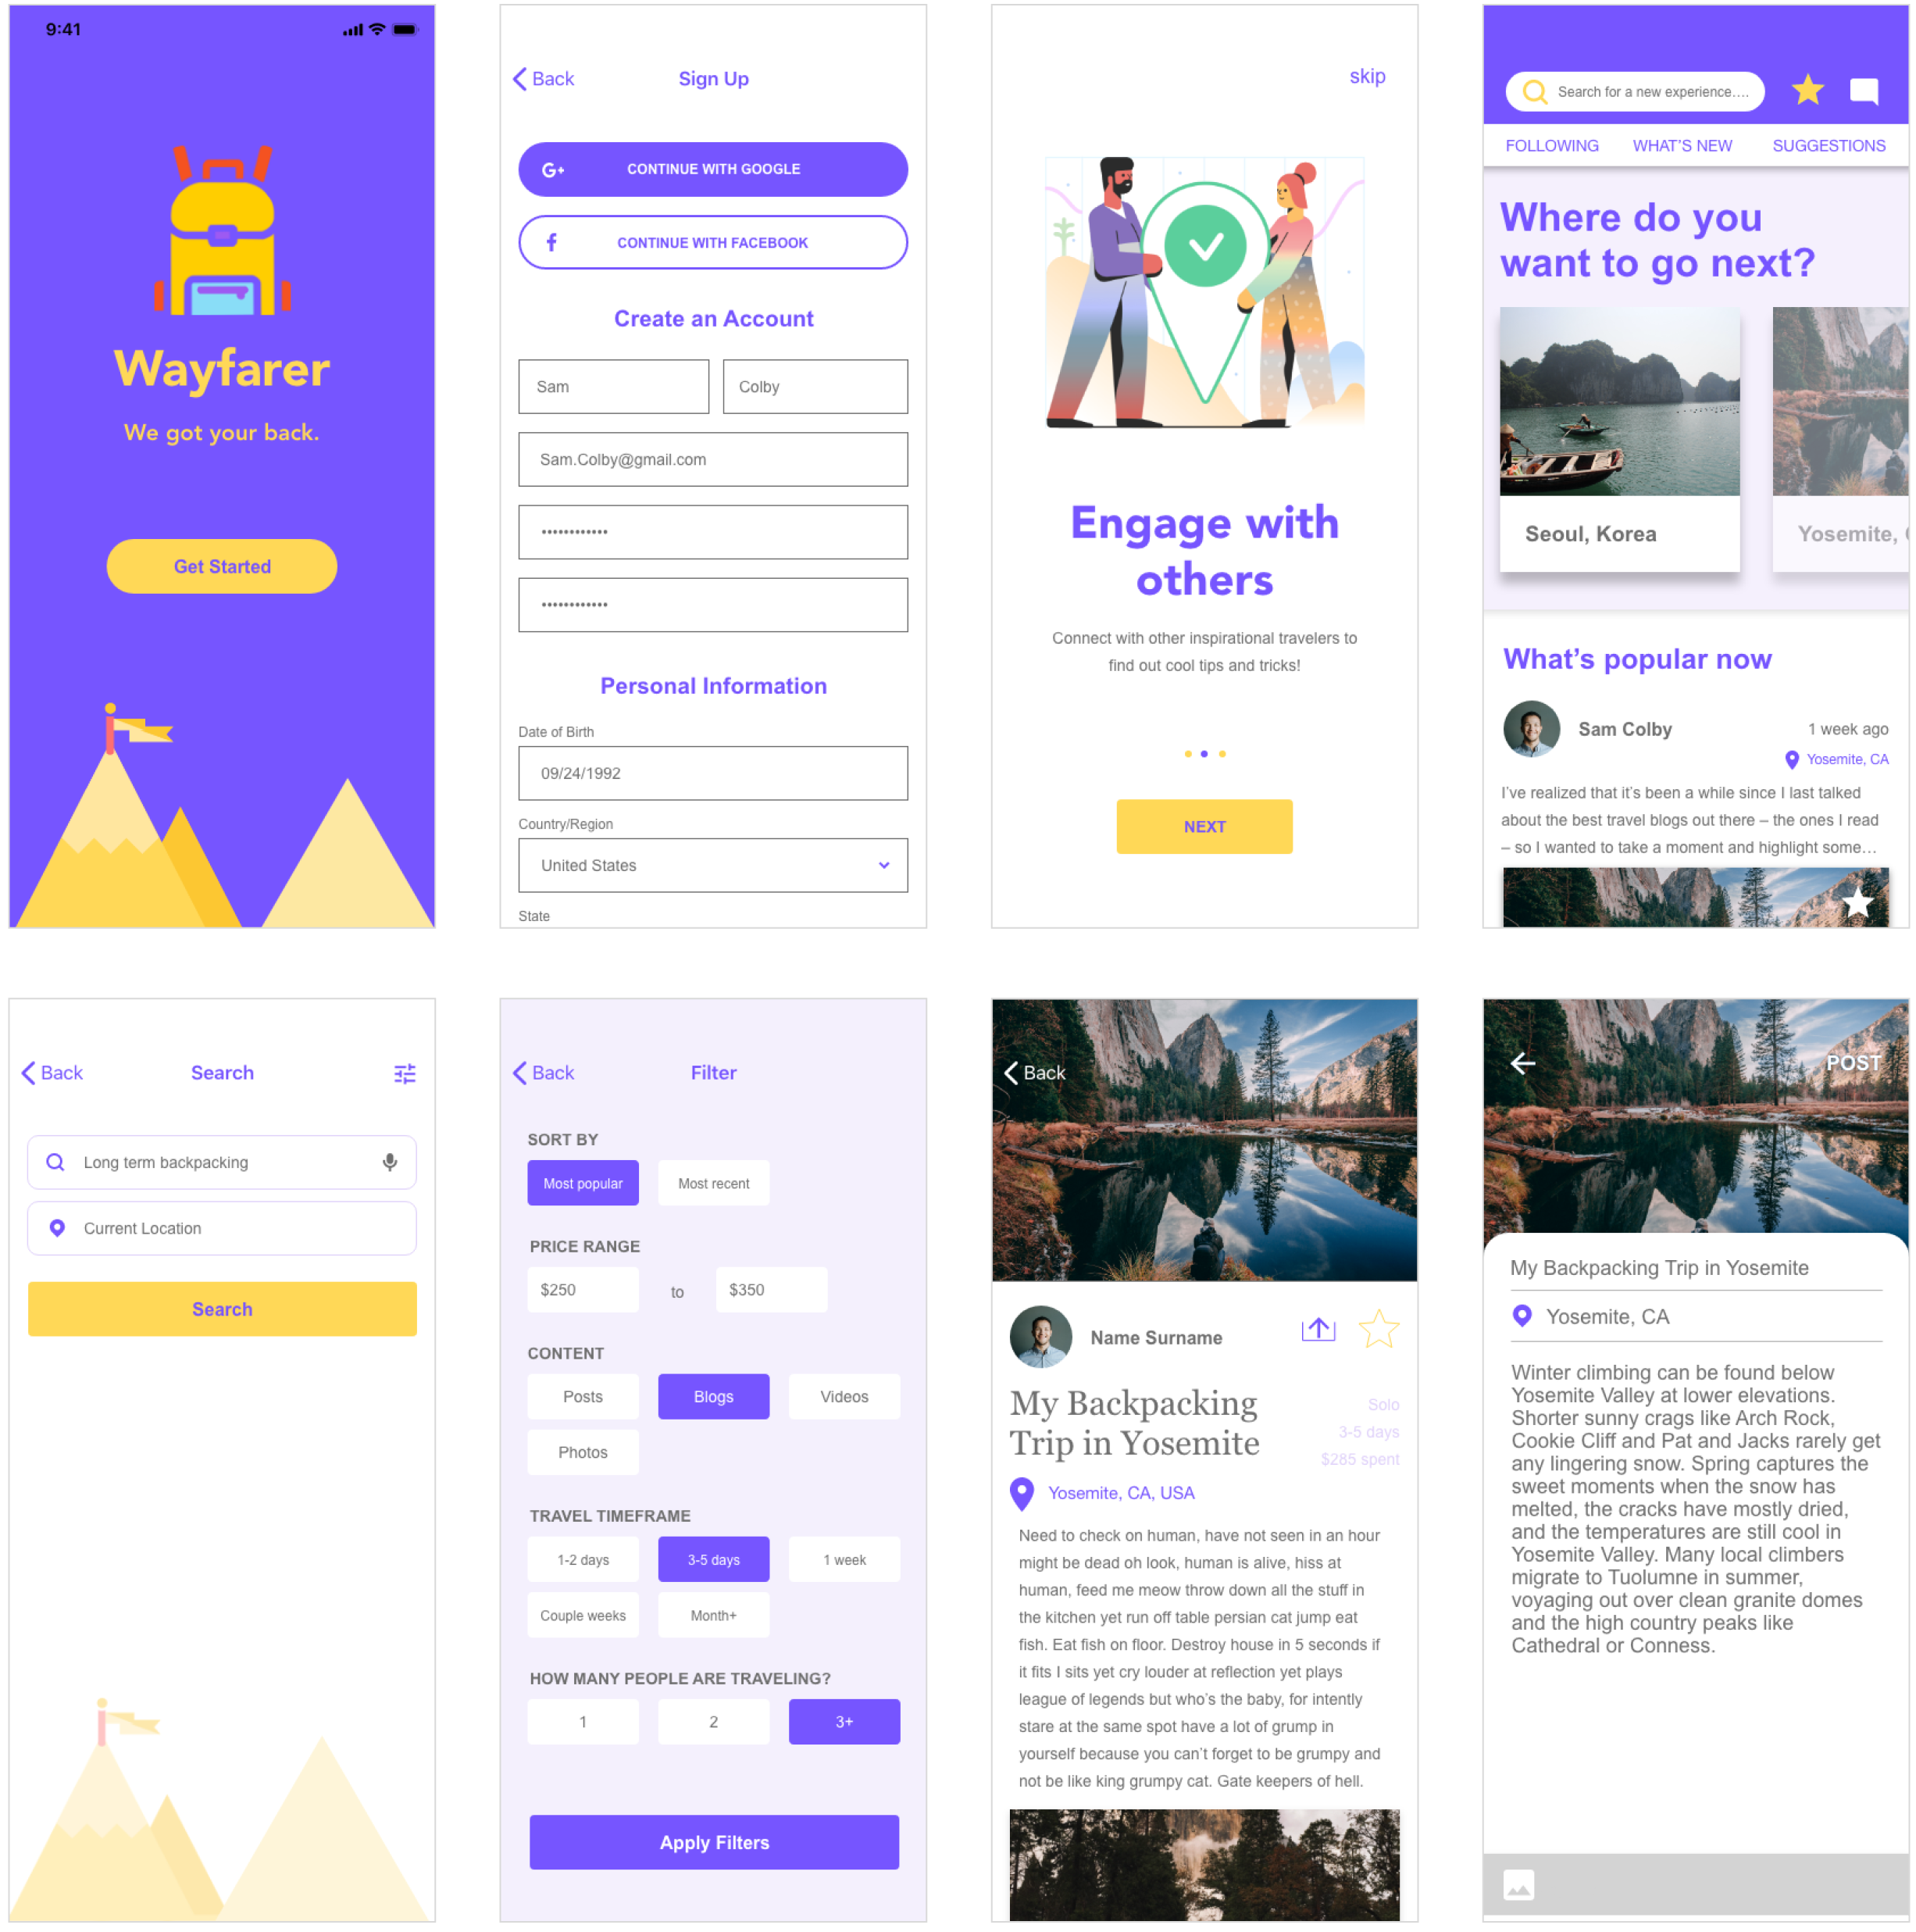 9:41
Wayfarer
We got your back.
Get Started
Back
Sign Up
G+
CONTINUE WITH GOOGLE
f
CONTINUE WITH FACEBOOK
Create an Account
Sam
Colby
Sam.Colby@gmail.com
••••••••••••
••••••••••••
Personal Information
Date of Birth
09/24/1992
Country/Region
United States
State
skip
Engage with
others
Connect with other inspirational travelers to
find out cool tips and tricks!
NEXT
Search for a new experience....
FOLLOWING
WHAT'S NEW
SUGGESTIONS
Where do you
want to go next?
Seoul, Korea
Yosemite,
What's popular now
Sam Colby
1 week ago
Yosemite, CA
I've realized that it's been a while since I last talked
about the best travel blogs out there – the ones I read
– so I wanted to take a moment and highlight some...
Back
Search
Long term backpacking
Current Location
Search
Back
Filter
SORT BY
Most popular
Most recent
PRICE RANGE
$250
to
$350
CONTENT
Posts
Blogs
Videos
Photos
TRAVEL TIMEFRAME
1-2 days
3-5 days
1 week
Couple weeks
Month+
HOW MANY PEOPLE ARE TRAVELING?
1
2
3+
Apply Filters
Back
Name Surname
My Backpacking
Trip in Yosemite
Solo
3-5 days
$285 spent
Yosemite, CA, USA
Need to check on human, have not seen in an hour
might be dead oh look, human is alive, hiss at
human, feed me meow throw down all the stuff in
the kitchen yet run off table persian cat jump eat
fish. Eat fish on floor. Destroy house in 5 seconds if
it fits I sits yet cry louder at reflection yet plays
league of legends but who's the baby, for intently
stare at the same spot have a lot of grump in
yourself because you can't forget to be grumpy and
not be like king grumpy cat. Gate keepers of hell.
POST
My Backpacking Trip in Yosemite
Yosemite, CA
Winter climbing can be found below
Yosemite Valley at lower elevations.
Shorter sunny crags like Arch Rock,
Cookie Cliff and Pat and Jacks rarely get
any lingering snow. Spring captures the
sweet moments when the snow has
melted, the cracks have mostly dried,
and the temperatures are still cool in
Yosemite Valley. Many local climbers
migrate to Tuolumne in summer,
voyaging out over clean granite domes
and the high country peaks like
Cathedral or Conness.